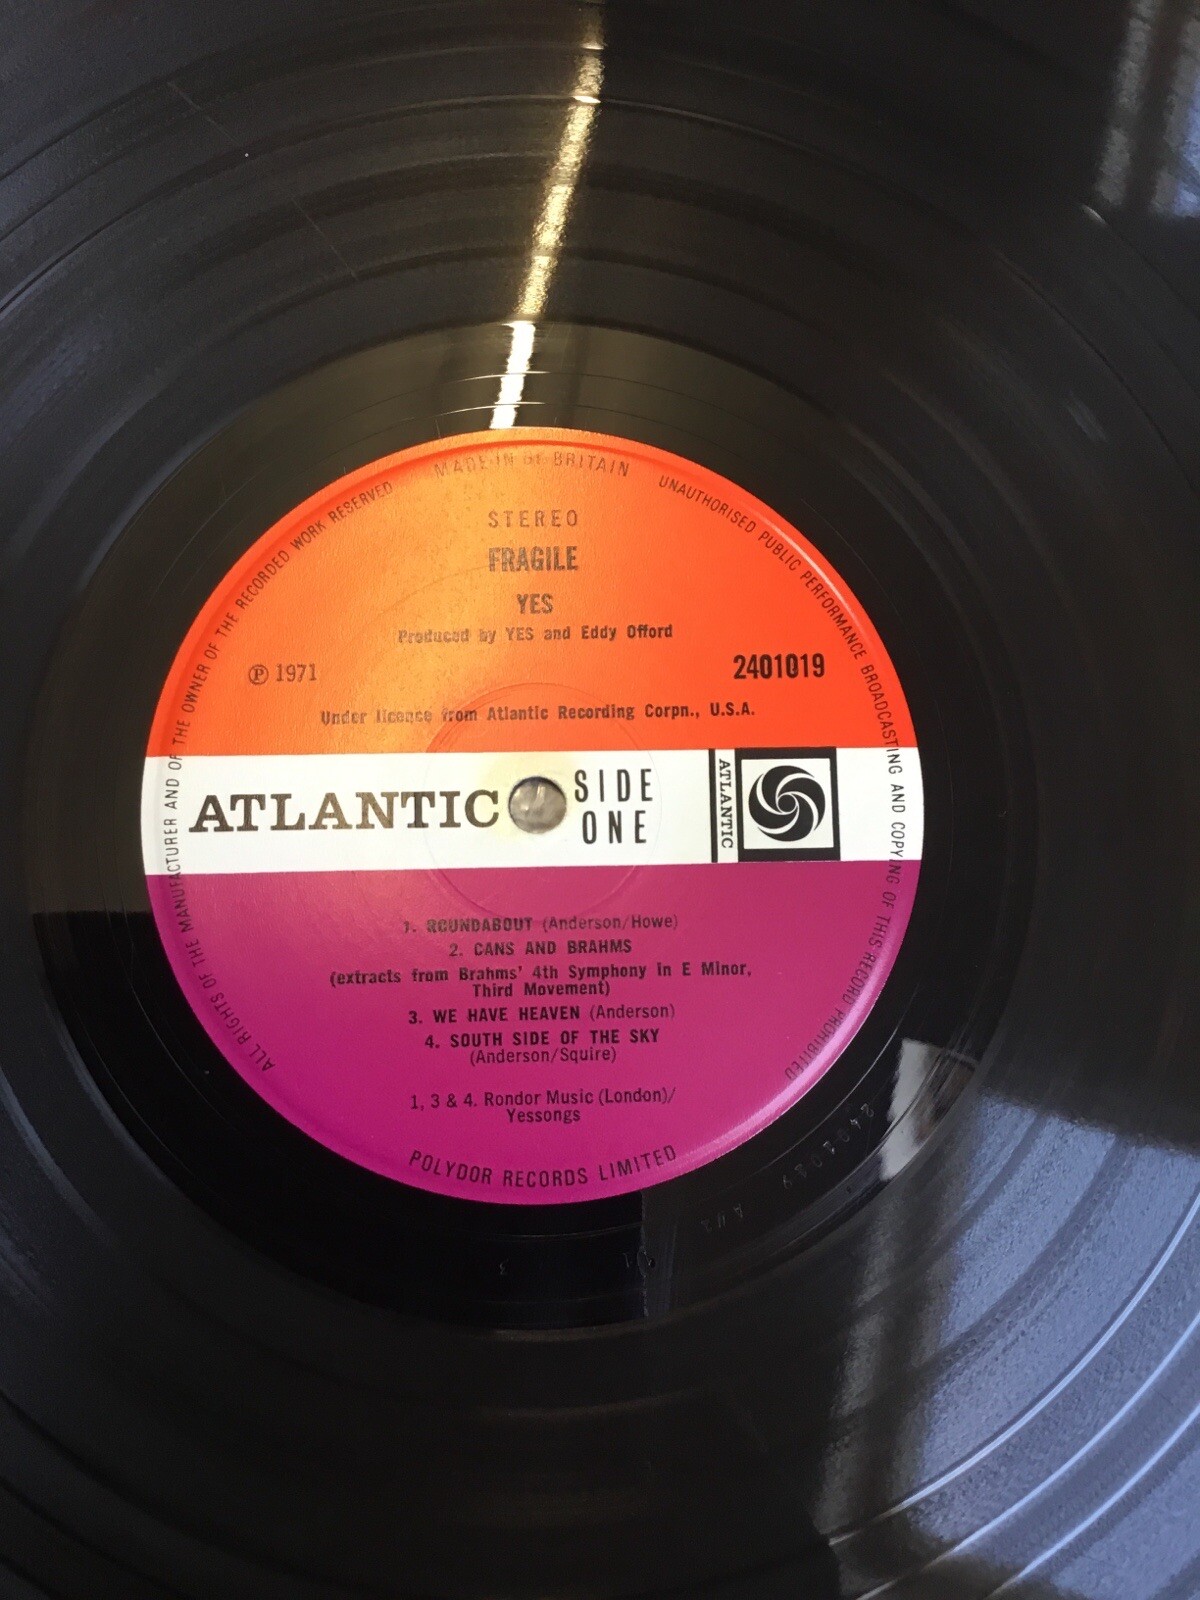 MADE IN GT BRITAIN
STEREO
FRAGILE
YES
Produced by YES and Eddy Offord
℗ 1971
2401019
Under licence from Atlantic Recording Corpn., U.S.A.
ATLANTIC
SIDE
ONE
ATLANTIC
1. ROUNDABOUT (Anderson/Howe)
2. CANS AND BRAHMS
(extracts from Brahms' 4th Symphony in E Minor,
Third Movement)
3. WE HAVE HEAVEN (Anderson)
4. SOUTH SIDE OF THE SKY
(Anderson/Squire)
1, 3 & 4. Rondor Music (London)/
Yessongs
POLYDOR RECORDS LIMITED
ALL RIGHTS OF THE MANUFACTURER AND OF THE OWNER OF THE RECORDED WORK RESERVED
UNAUTHORISED PUBLIC PERFORMANCE BROADCASTING AND COPYING OF THIS RECORD PROHIBITED